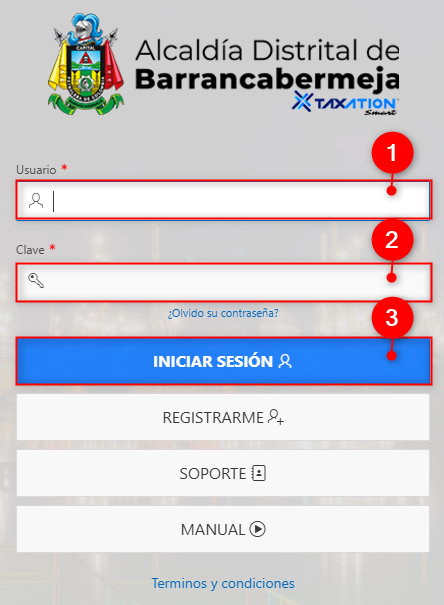 CAPITAL
Alcaldía Distrital de
Barrancabermeja
TAXATION
Smart
1
Usuario *
2
Clave *
¿Olvido su contraseña?
3
INICIAR SESIÓN
REGISTRARME
SOPORTE
MANUAL
Terminos y condiciones